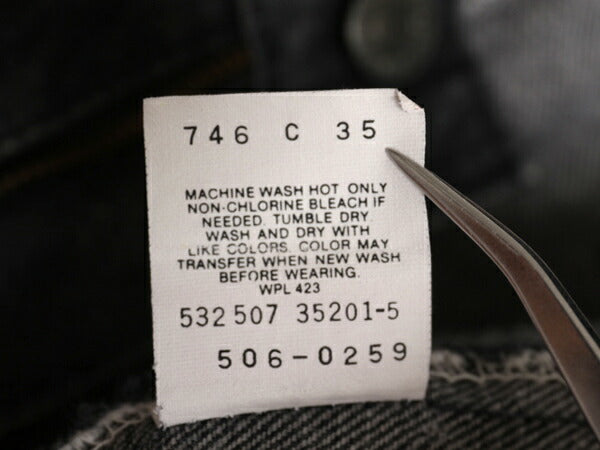 746 C 35
MACHINE WASH HOT ONLY
NON-CHLORINE BLEACH IF
NEEDED. TUMBLE DRY.
WASH AND DRY WITH
LIKE COLORS. COLOR MAY
TRANSFER WHEN NEW WASH
BEFORE WEARING.
WPL 423
532 507 35201-5
506-0259